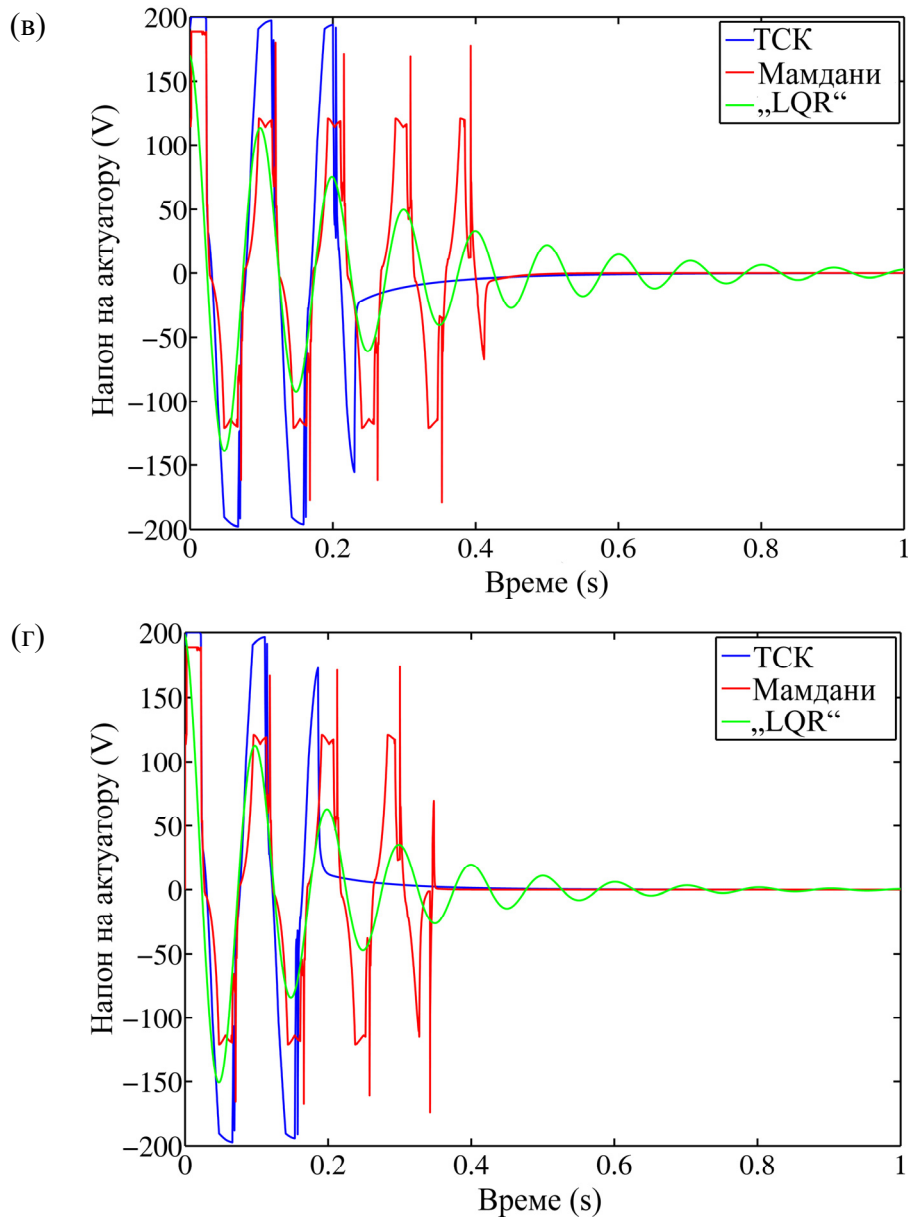 (в)
200
150
100
50
0
−50
−100
−150
−200
Напон на актуатору (V)
ТСК
Мамдани
„LQR“
0
0.2
0.4
0.6
0.8
1
Време (s)
(г)
200
150
100
50
0
−50
−100
−150
−200
Напон на актуатору (V)
ТСК
Мамдани
„LQR“
0
0.2
0.4
0.6
0.8
1
Време (s)